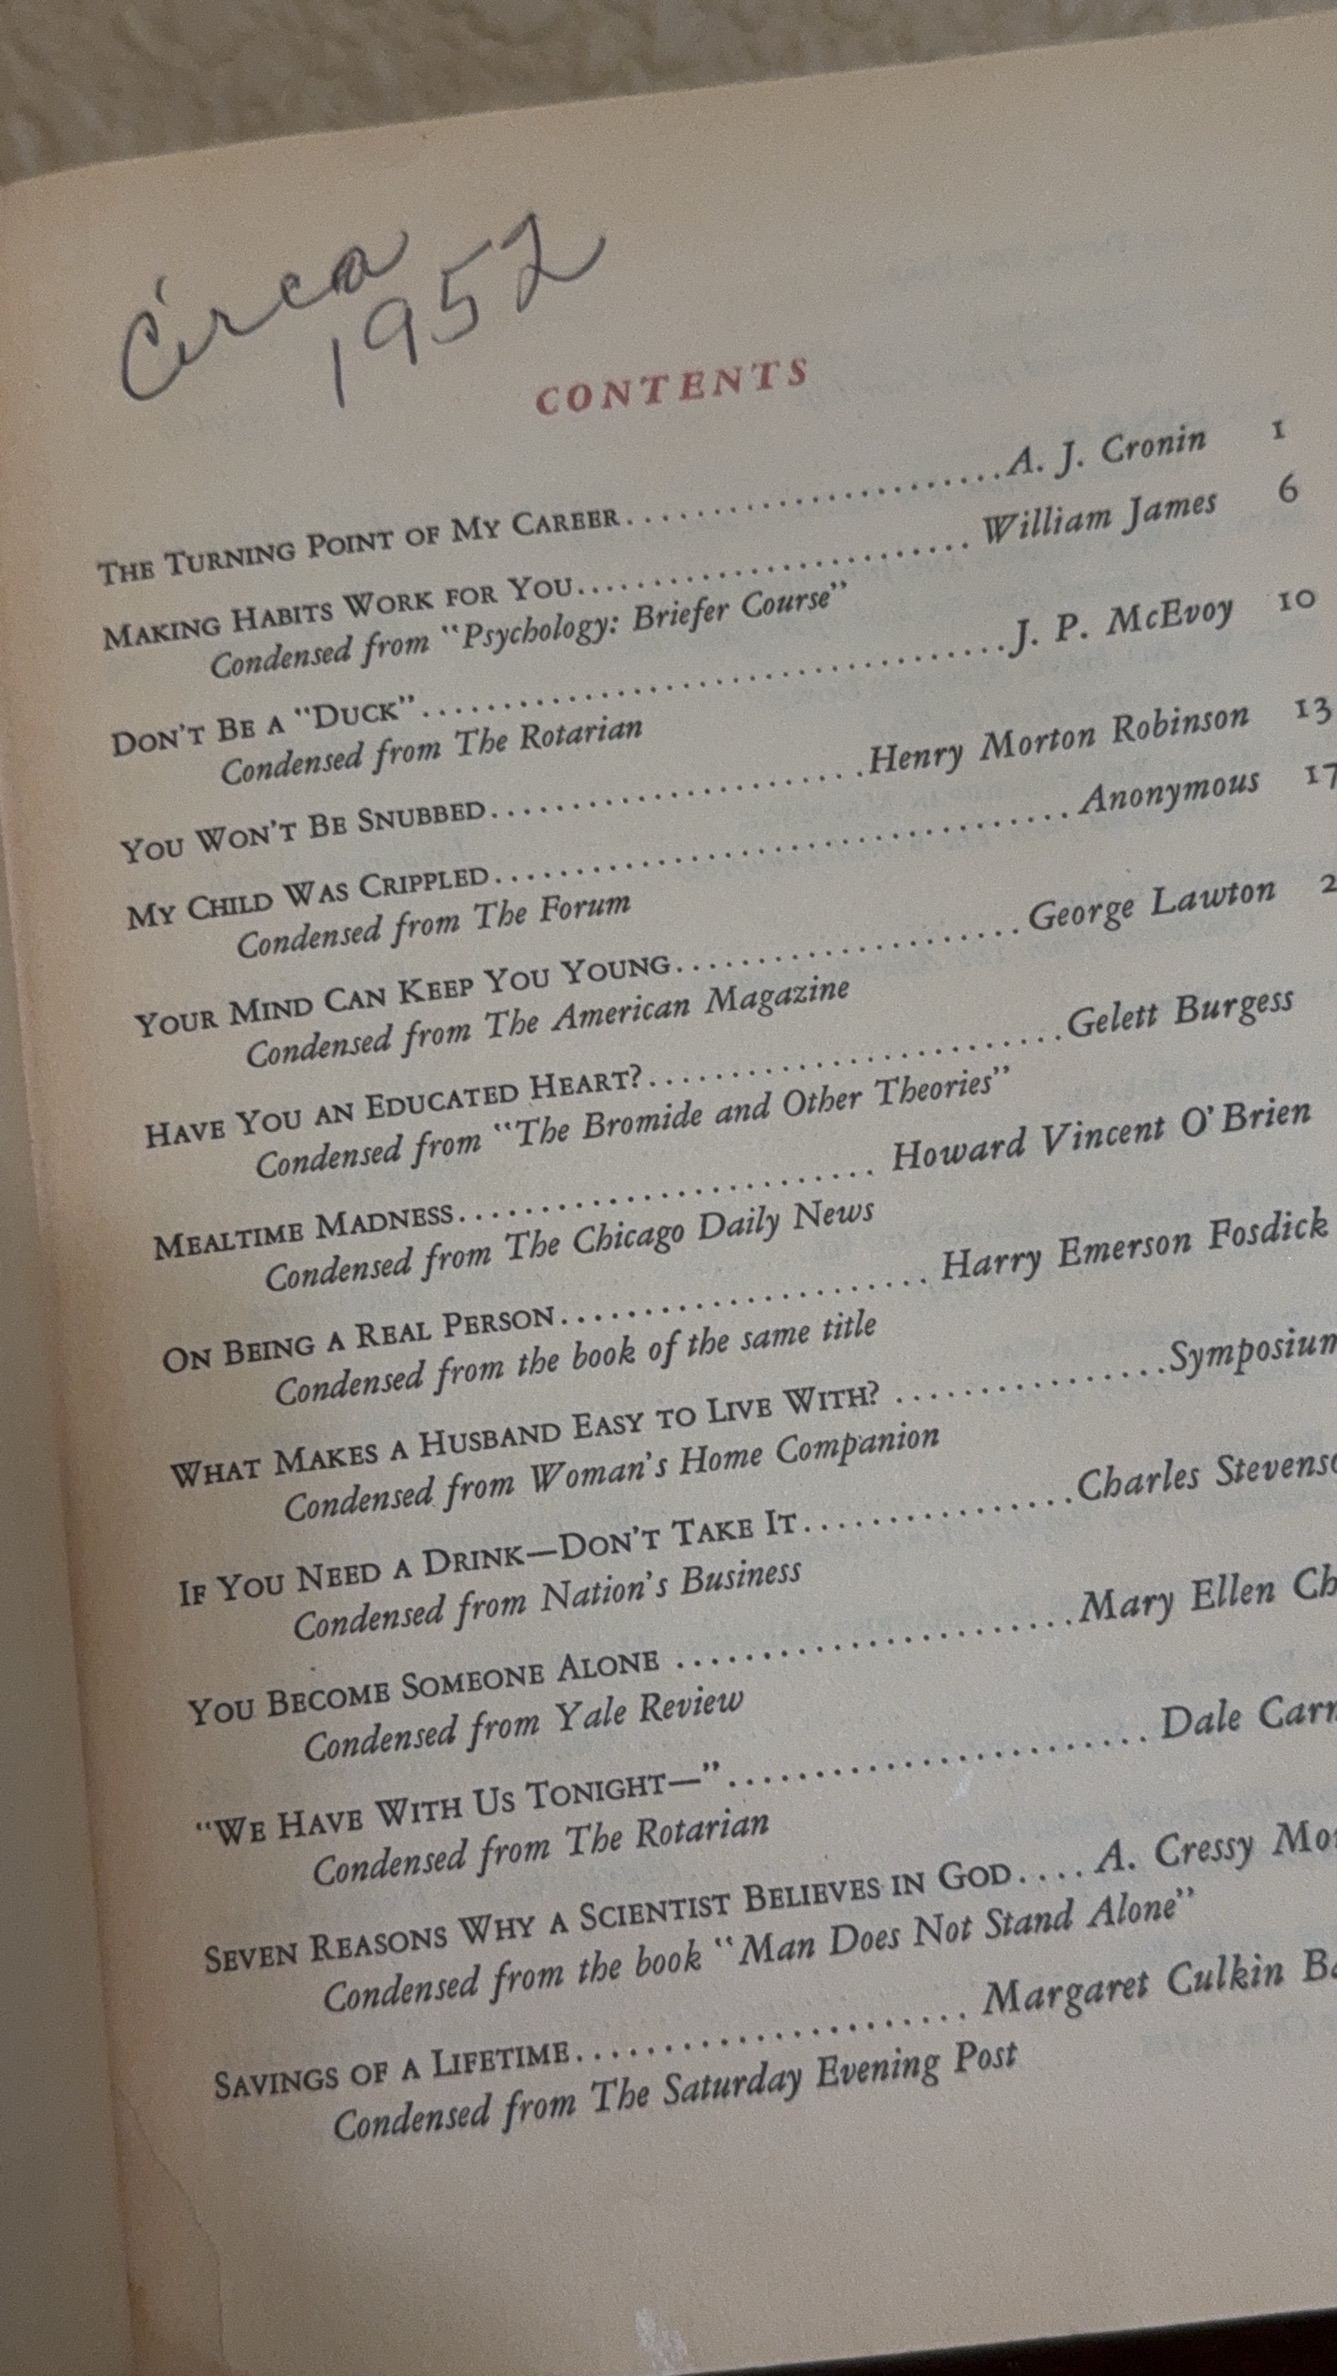 Circa
1952
CONTENTS
THE TURNING POINT OF MY CAREER........................A. J. Cronin 1
MAKING HABITS WORK FOR YOU........................William James 6
Condensed from "Psychology: Briefer Course"
DON'T BE A "DUCK".....................................J. P. McEvoy 10
Condensed from The Rotarian
YOU WON'T BE SNUBBED.......................Henry Morton Robinson 13
MY CHILD WAS CRIPPLED...................................Anonymous 17
Condensed from The Forum
YOUR MIND CAN KEEP YOU YOUNG.....................George Lawton 2
Condensed from The American Magazine
HAVE YOU AN EDUCATED HEART?.........................Gelett Burgess
Condensed from "The Bromide and Other Theories"
MEALTIME MADNESS......................... Howard Vincent O'Brien
Condensed from The Chicago Daily News
ON BEING A REAL PERSON...................... Harry Emerson Fosdick
Condensed from the book of the same title
WHAT MAKES A HUSBAND EASY TO LIVE WITH? ................Symposium
Condensed from Woman's Home Companion
IF YOU NEED A DRINK—DON'T TAKE IT................Charles Stevenso
Condensed from Nation's Business
YOU BECOME SOMEONE ALONE .......................Mary Ellen Ch
Condensed from Yale Review
"WE HAVE WITH US TONIGHT—"........................ Dale Carn
Condensed from The Rotarian
SEVEN REASONS WHY A SCIENTIST BELIEVES IN GOD.... A. Cressy Mor
Condensed from the book "Man Does Not Stand Alone"
SAVINGS OF A LIFETIME....................... Margaret Culkin Ba
Condensed from The Saturday Evening Post